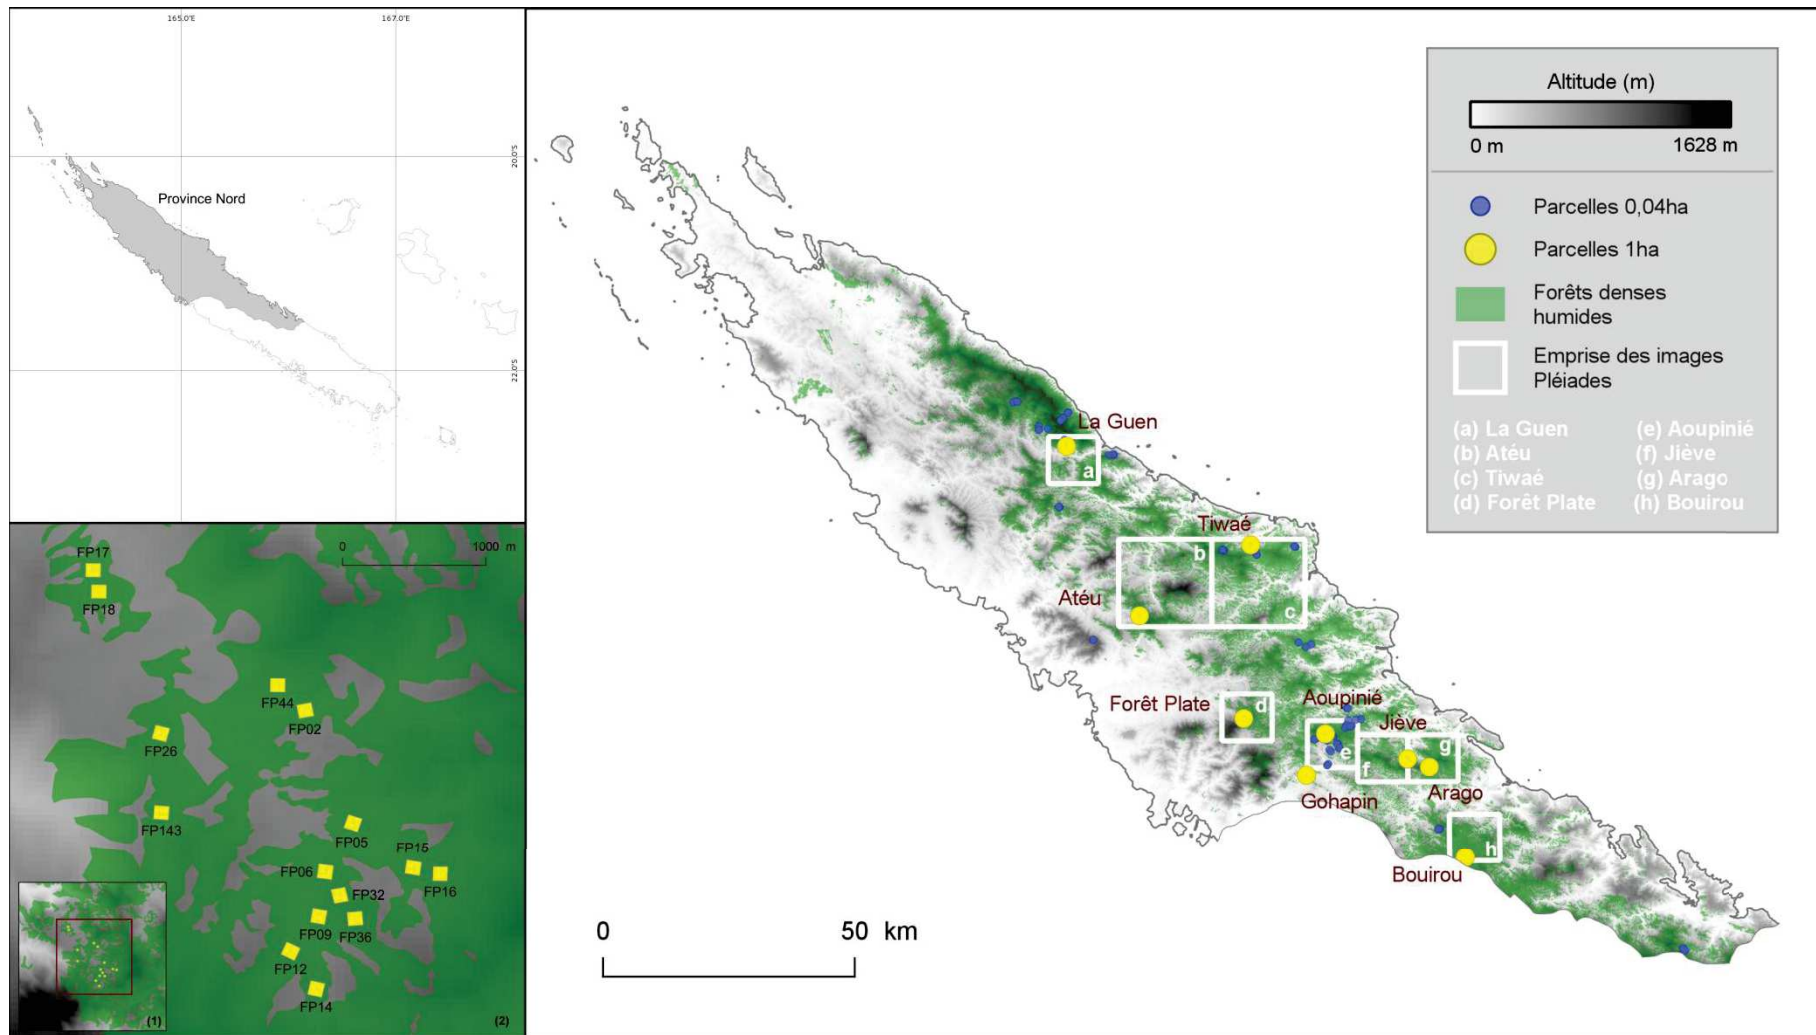 165.0°E
167.0°E
20.0°S
22.0°S
Province Nord
FP17
FP18
0
1000 m
FP44
FP02
FP26
FP143
FP05
FP15
FP06
FP32
FP16
FP09
FP36
FP12
FP14
(1)
(2)
Altitude (m)
0 m
1628 m
Parcelles 0,04ha
Parcelles 1ha
Forêts denses
humides
Emprise des images
Pléiades
(a) La Guen
(e) Aoupinié
(b) Atéu
(f) Jiève
(c) Tiwaé
(g) Arago
(d) Forêt Plate
(h) Bouirou
La Guen
a
Tiwaé
b
Atéu
c
Forêt Plate
d
Aoupinié
Jiève
e
f
g
Gohapin
Arago
h
Bouirou
0
50 km